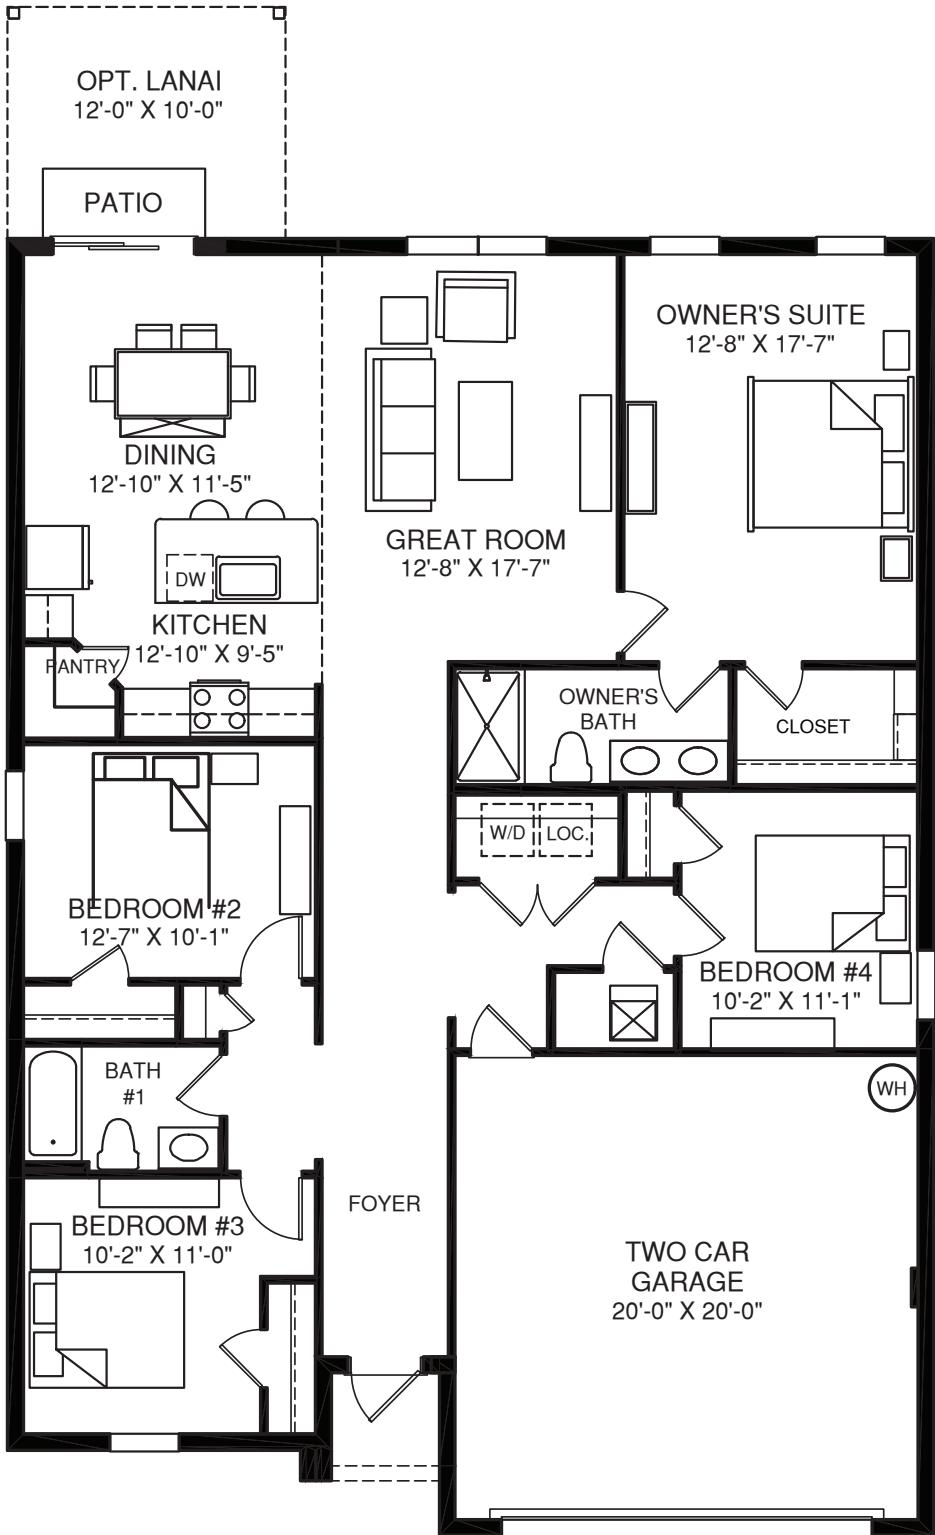 OPT. LANAI
12'-0" X 10'-0"
PATIO
OWNER'S SUITE
12'-8" X 17'-7"
DINING
12'-10" X 11'-5"
GREAT ROOM
12'-8" X 17'-7"
DW
KITCHEN
12'-10" X 9'-5"
PANTRY
OWNER'S
BATH
CLOSET
W/D
LOC.
BEDROOM #2
12'-7" X 10'-1"
BEDROOM #4
10'-2" X 11'-1"
BATH
#1
WH
FOYER
BEDROOM #3
10'-2" X 11'-0"
TWO CAR
GARAGE
20'-0" X 20'-0"